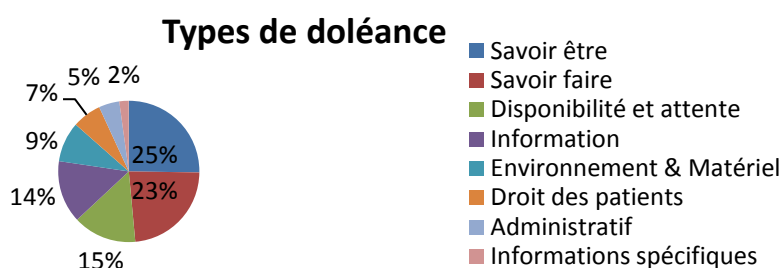 Types de doléance
5% 2%
7%
9%
25%
14%
23%
15%
Savoir être
Savoir faire
Disponibilité et attente
Information
Environnement & Matériel
Droit des patients
Administratif
Informations spécifiques